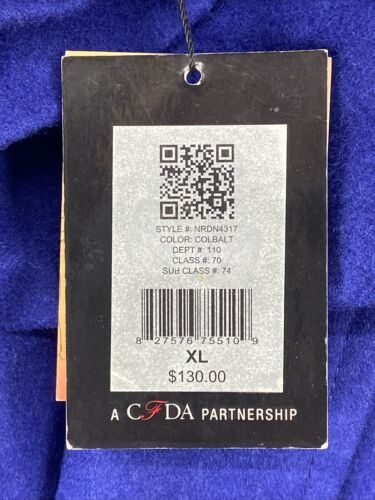 STYLE #: NRDN4317
COLOR: COLBALT
DEPT #: 110
CLASS #: 70
SUB CLASS #: 74
8 27576 75510 9
XL
$130.00
A CFDA PARTNERSHIP